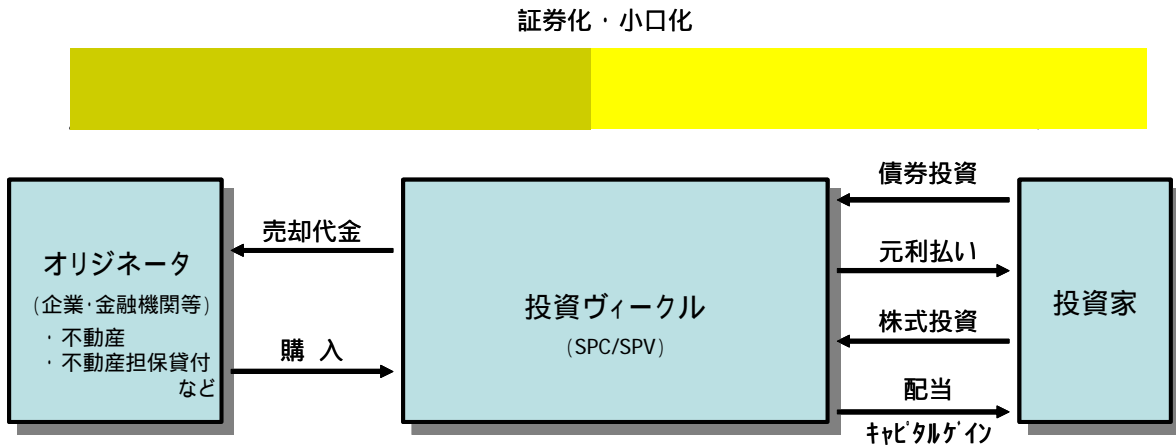 証券化・小口化
オリジネータ
(企業・金融機関等)
・不動産
・不動産担保貸付
など
売却代金
購 入
投資ヴィークル
(SPC/SPV)
債券投資
元利払い
株式投資
配当
ｷｬﾋﾟﾀﾙｹﾞｲﾝ
投資家